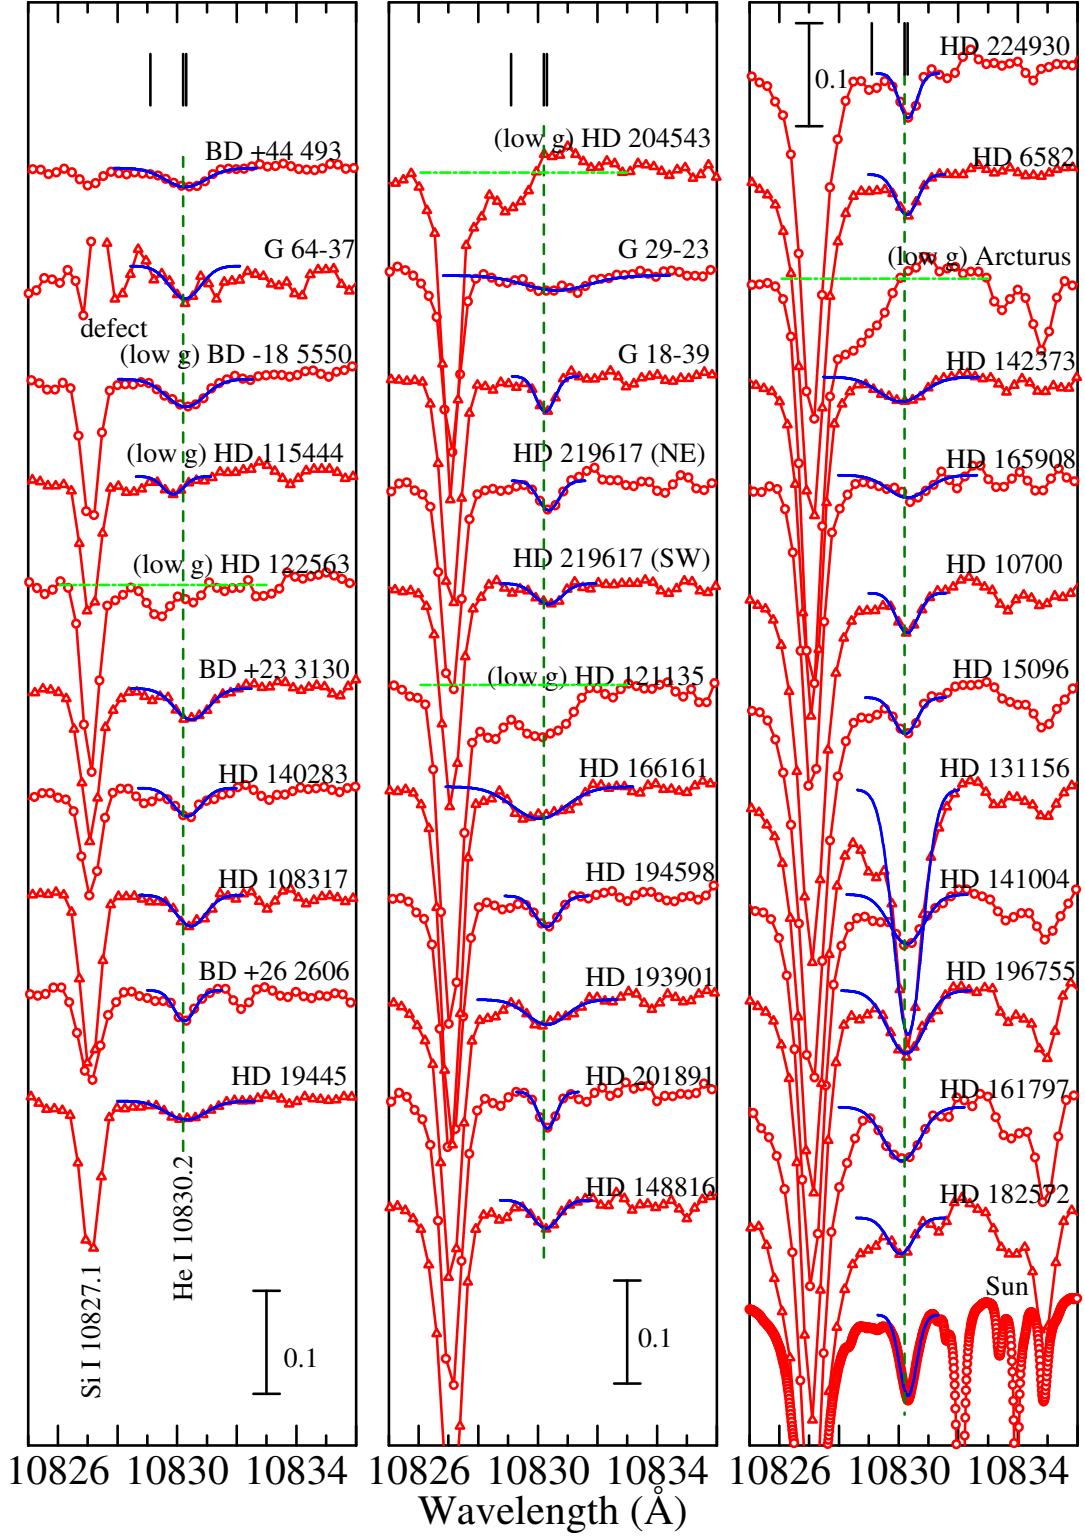 BD +44 493
G 64-37
defect
(low g) BD -18 5550
(low g) HD 115444
(low g) HD 122563
BD +23 3130
HD 140283
HD 108317
BD +26 2606
HD 19445
Si I 10827.1
He I 10830.2
0.1
10826 10830 10834
(low g) HD 204543
G 29-23
G 18-39
HD 219617 (NE)
HD 219617 (SW)
(low g) HD 121135
HD 166161
HD 194598
HD 193901
HD 201891
HD 148816
0.1
10826 10830 10834
HD 224930
0.1
HD 6582
(low g) Arcturus
HD 142373
HD 165908
HD 10700
HD 15096
HD 131156
HD 141004
HD 196755
HD 161797
HD 182572
Sun
10826 10830 10834
Wavelength (Å)